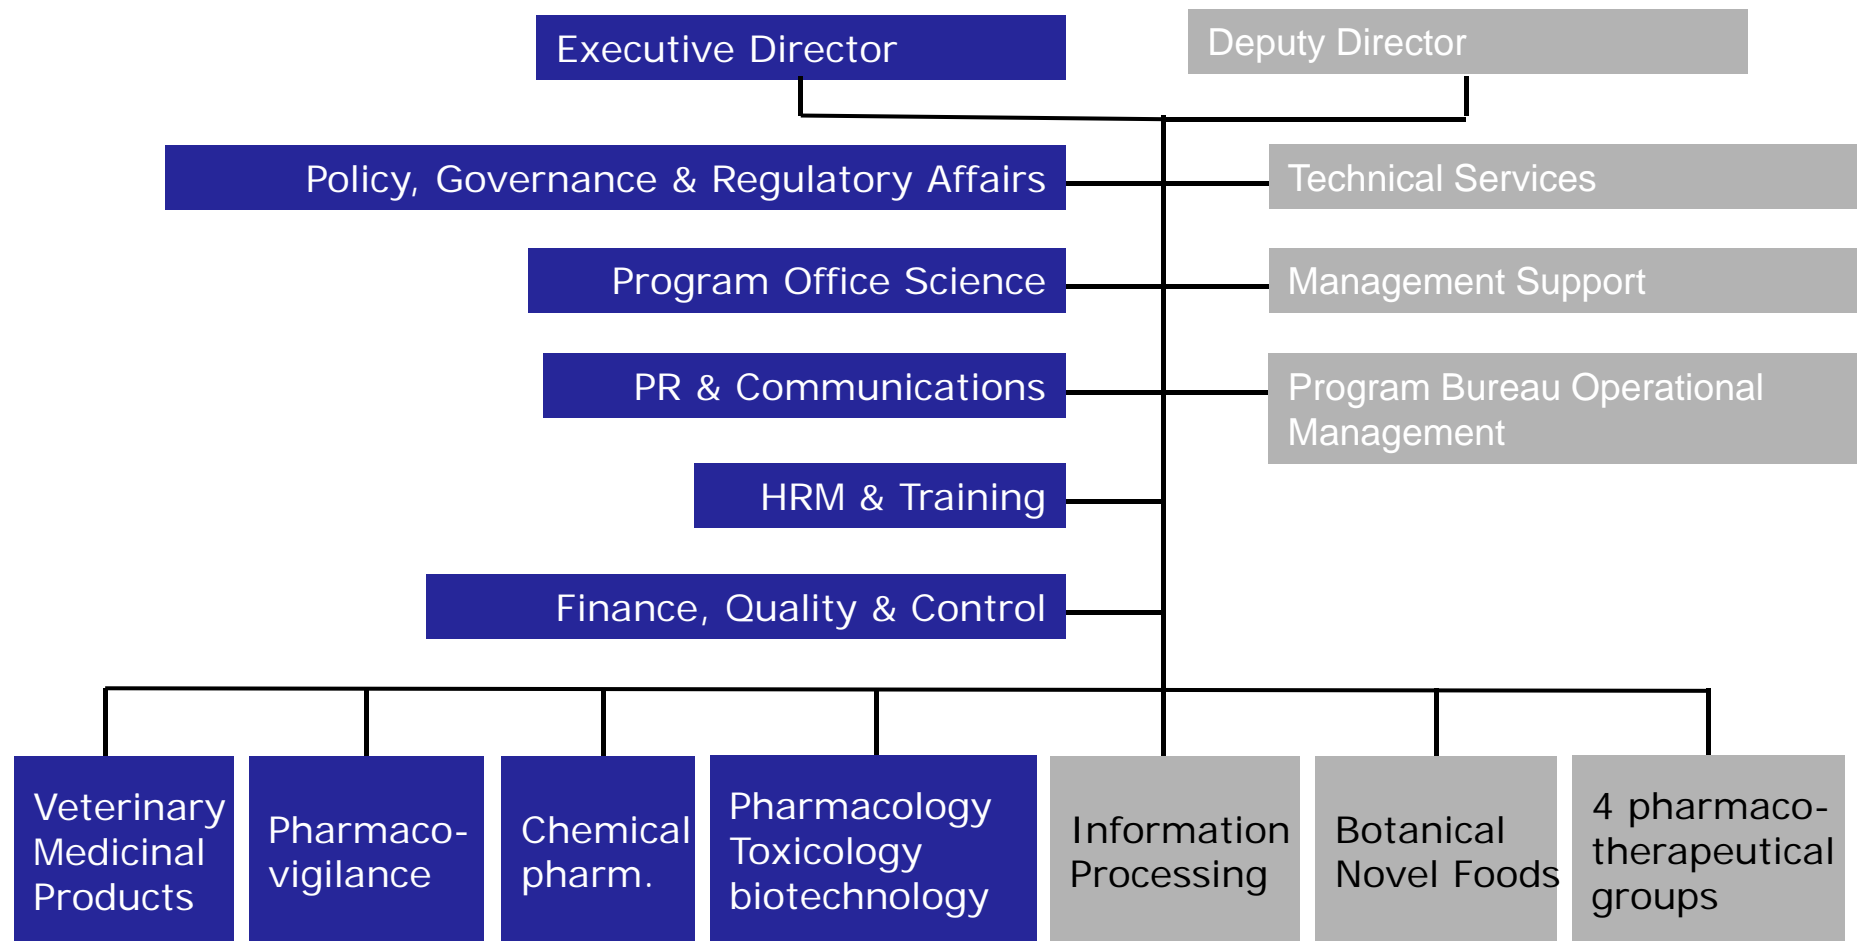 Executive Director
Deputy Director
Policy, Governance & Regulatory Affairs
Technical Services
Program Office Science
Management Support
PR & Communications
Program Bureau Operational
Management
HRM & Training
Finance, Quality & Control
Veterinary
Medicinal
Products
Pharmaco-
vigilance
Chemical
pharm.
Pharmacology
Toxicology
biotechnology
Information
Processing
Botanical
Novel Foods
4 pharmaco-
therapeutical
groups